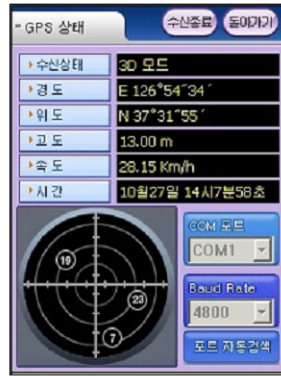 GPS 상태
수신종료
돌아가기
수신상태
3D 모드
경 도
E 126°54˝34′
위 도
N 37°31˝55′
고 도
13.00 m
속 도
28.15 Km/h
시 간
10월27일 14시7분58초
19
23
7
COM 포트
COM1
Baud Rate
4800
포트 자동검색